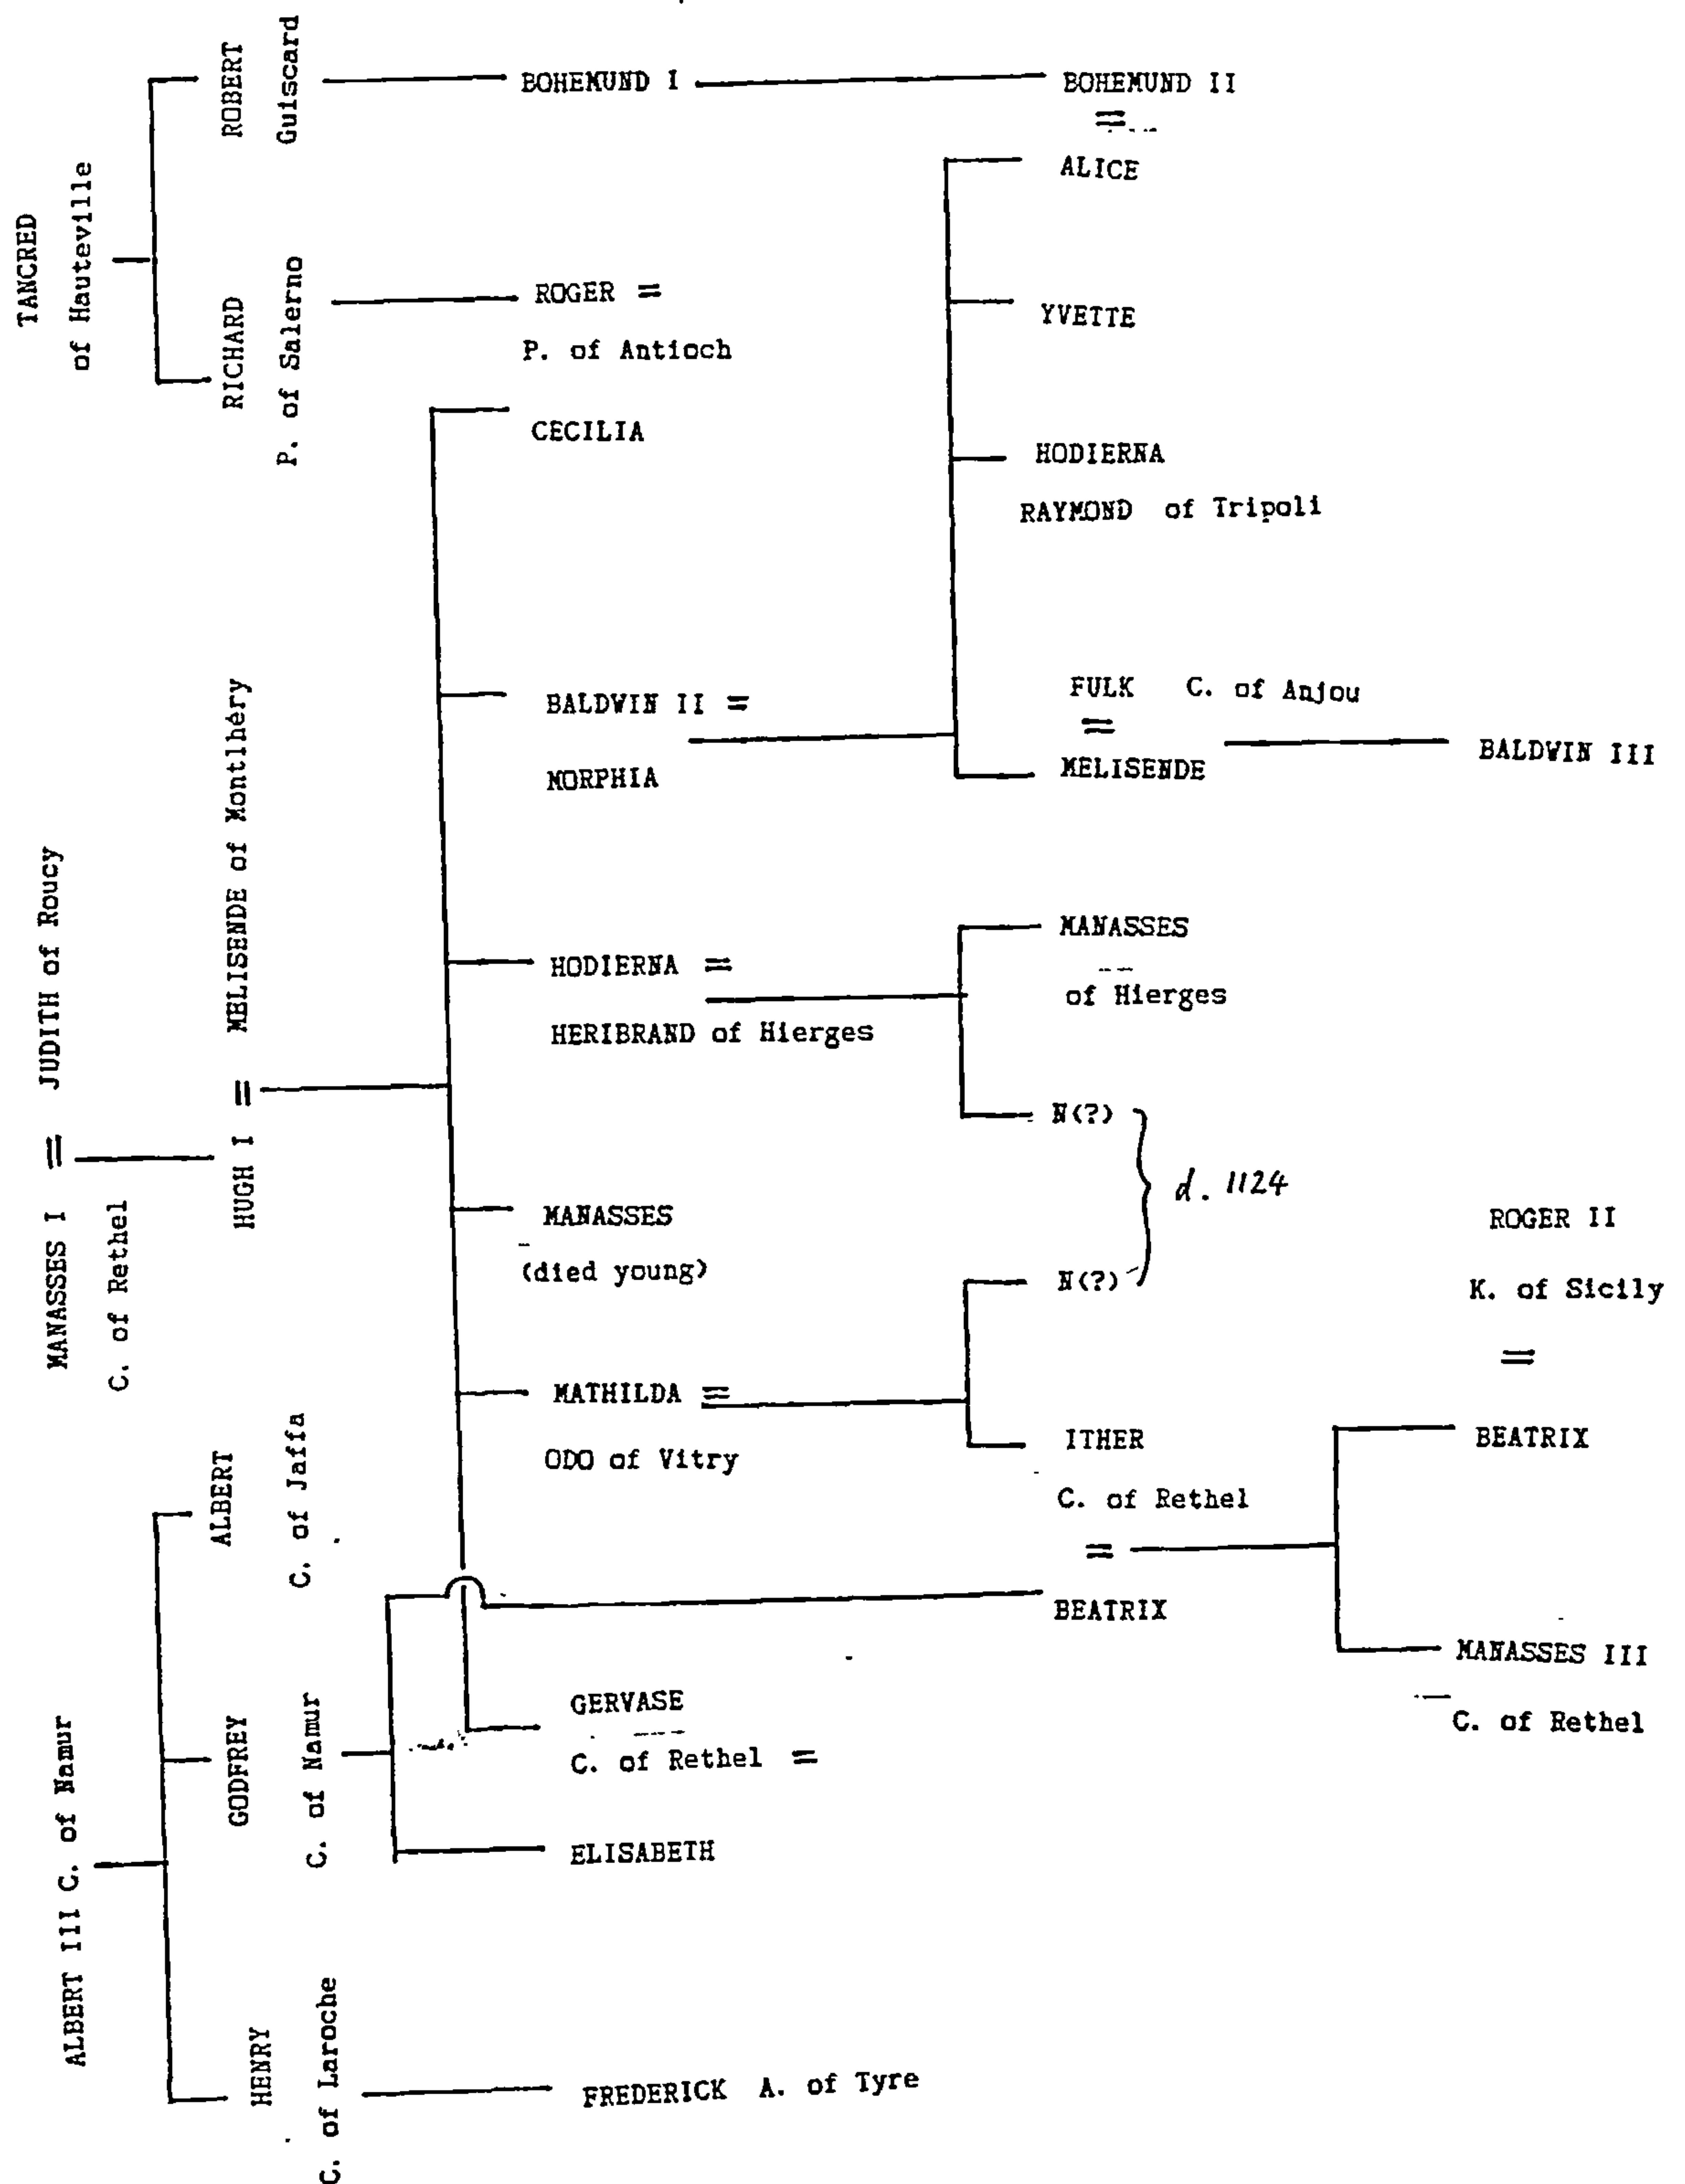 TANCRED
of Hauteville
ROBERT
Guiscard
BOHEMUND I
BOHEMUND II
=
ALICE
YVETTE
RICHARD
P. of Salerno
ROGER =
P. of Antioch
CECILIA
HODIERNA
RAYMOND of Tripoli
BALDWIN II =
MORPHIA
FULK C. of Anjou
=
MELISENDE
BALDWIN III
MANASSES I = JUDITH of Roucy
C. of Rethel
HUGH I = MELISENDE of Montlhéry
HODIERNA =
HERIBRAND of Hierges
MANASSES
of Hierges
N(?)
d. 1124
MANASSES
(died young)
N(?)
MATHILDA =
ODO of Vitry
ITHER
C. of Rethel
=
BEATRIX
ROGER II
K. of Sicily
=
BEATRIX
MANASSES III
C. of Rethel
ALBERT III C. of Namur
ALBERT
C. of Jaffa
GODFREY
C. of Namur
GERVASE
C. of Rethel =
ELISABETH
HENRY
C. of Laroche
FREDERICK A. of Tyre